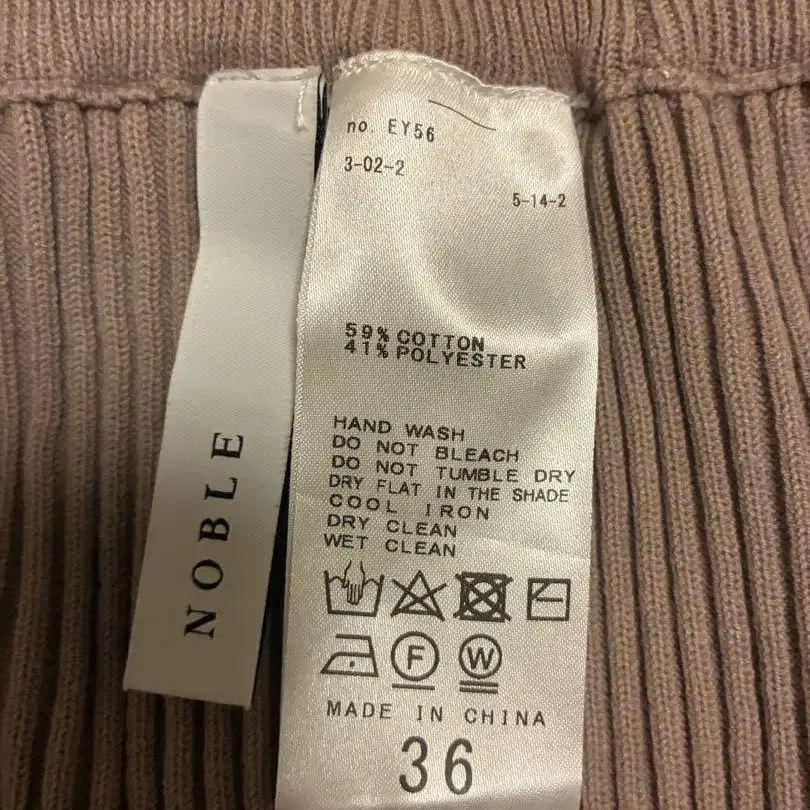 NOBLE
no. EY56
3-02-2
5-14-2
59% COTTON
41% POLYESTER
HAND WASH
DO NOT BLEACH
DO NOT TUMBLE DRY
DRY FLAT IN THE SHADE
COOL IRON
DRY CLEAN
WET CLEAN
F W
MADE IN CHINA
36